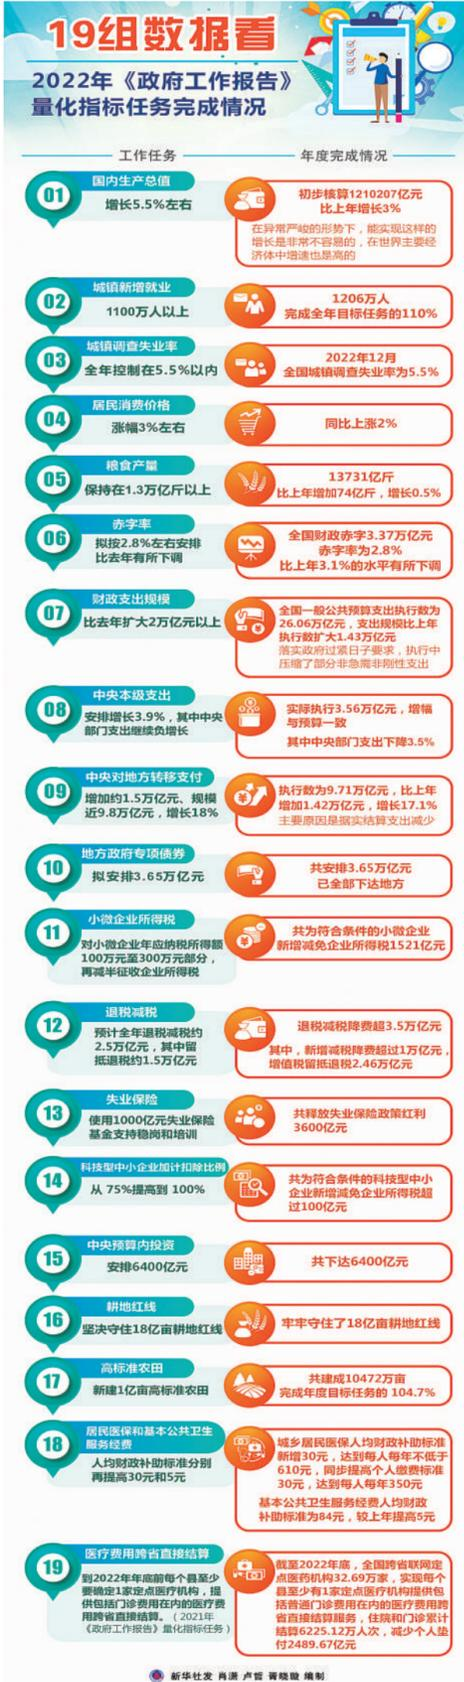 19组数据看
2022年《政府工作报告》
量化指标任务完成情况
工作任务
年度完成情况
01
国内生产总值
增长5.5%左右
初步核算1210207亿元
比上年增长3%
在异常严峻的形势下，能实现这样的
增长是非常不容易的，在世界主要经
济体中增速也是高的
02
城镇新增就业
1100万人以上
1206万人
完成全年目标任务的110%
03
城镇调查失业率
全年控制在5.5%以内
2022年12月
全国城镇调查失业率为5.5%
04
居民消费价格
涨幅3%左右
同比上涨2%
05
粮食产量
保持在1.3万亿斤以上
13731亿斤
比上年增加74亿斤，增长0.5%
06
赤字率
拟按2.8%左右安排
比去年有所下调
全国财政赤字3.37万亿元
赤字率为2.8%
比上年3.1%的水平有所下调
07
财政支出规模
比去年扩大2万亿元以上
全国一般公共预算支出执行数为
26.06万亿元，支出规模比上年
执行数扩大1.43万亿元
落实政府过紧日子要求，执行中
压缩了部分非急需非刚性支出
08
中央本级支出
安排增长3.9%，其中中央
部门支出继续负增长
实际执行3.56万亿元，增幅
与预算一致
其中中央部门支出下降3.5%
09
中央对地方转移支付
增加约1.5万亿元、规模
近9.8万亿元，增长18%
执行数为9.71万亿元，比上年
增加1.42万亿元，增长17.1%
主要原因是据实结算支出减少
10
地方政府专项债券
拟安排3.65万亿元
共安排3.65万亿元
已全部下达地方
11
小微企业所得税
对小微企业年应纳税所得额
100万元至300万元部分，
再减半征收企业所得税
共为符合条件的小微企业
新增减免企业所得税1521亿元
12
退税减税
预计全年退税减税约
2.5万亿元，其中留
抵退税约1.5万亿元
退税减税降费超3.5万亿元
其中，新增减税降费超过1万亿元，
增值税留抵退税2.46万亿元
13
失业保险
使用1000亿元失业保险
基金支持稳岗和培训
共释放失业保险政策红利
3600亿元
14
科技型中小企业加计扣除比例
从 75%提高到 100%
共为符合条件的科技型中小
企业新增减免企业所得税超
过100亿元
15
中央预算内投资
安排6400亿元
共下达6400亿元
16
耕地红线
坚决守住18亿亩耕地红线
牢牢守住了18亿亩耕地红线
17
高标准农田
新建1亿亩高标准农田
共建成10472万亩
完成年度目标任务的 104.7%
18
居民医保和基本公共卫生
服务经费
人均财政补助标准分别
再提高30元和5元
城乡居民医保人均财政补助标准
新增30元，达到每人每年不低于
610元，同步提高个人缴费标准
30元，达到每人每年350元
基本公共卫生服务经费人均财政
补助标准为84元，较上年提高5元
19
医疗费用跨省直接结算
到2022年年底前每个县至少
要确定1家定点医疗机构，提
供包括门诊费用在内的医疗费
用跨省直接结算。（2021年
《政府工作报告》量化指标任务）
截至2022年底，全国跨省联网定
点医药机构32.69万家，实现每个
县至少有1家定点医疗机构提供包
括普通门诊费用在内的医疗费用跨
省直接结算服务，住院和门诊累计
结算6225.12万人次，减少个人垫
付2489.67亿元
新华社发 肖潇 卢哲 胥晓璇 编制